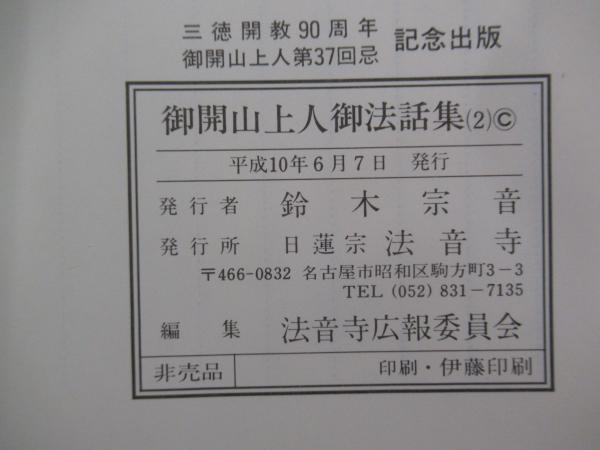 三徳開教90周年
御開山上人第37回忌 記念出版
御開山上人御法話集(2)©
平成10年6月7日 発行
発行者 鈴木宗音
発行所 日蓮宗 法音寺
〒466-0832 名古屋市昭和区駒方町3-3
TEL (052) 831-7135
編集 法音寺広報委員会
非売品 印刷・伊藤印刷